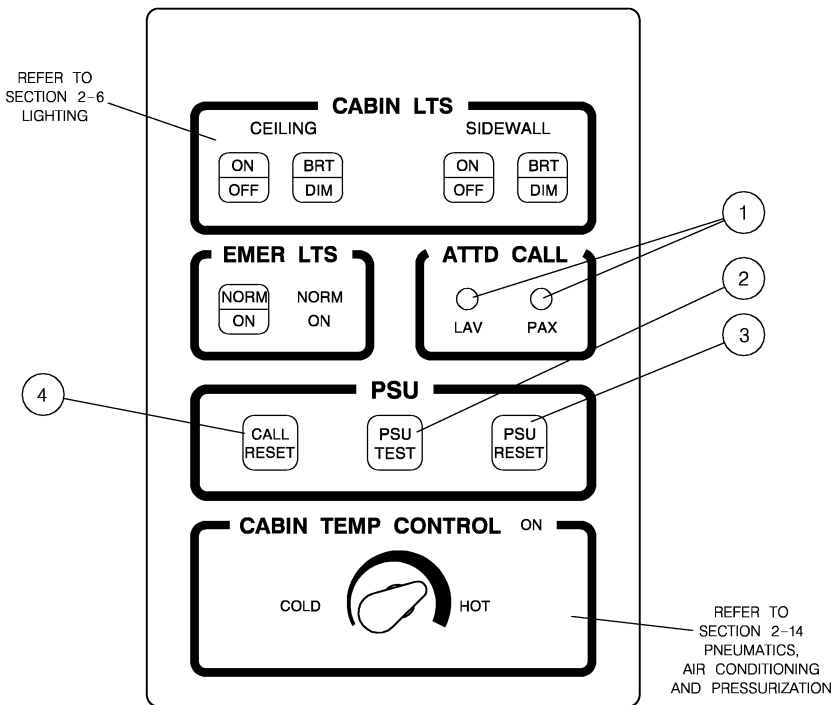 REFER TO
SECTION 2-6
LIGHTING
CABIN LTS
CEILING
SIDEWALL
ON
OFF
BRT
DIM
ON
OFF
BRT
DIM
1
EMER LTS
NORM
ON
NORM
ON
ATTD CALL
LAV
PAX
2
3
PSU
4
CALL
RESET
PSU
TEST
PSU
RESET
CABIN TEMP CONTROL ON
COLD
HOT
REFER TO
SECTION 2-14
PNEUMATICS,
AIR CONDITIONING
AND PRESSURIZATION